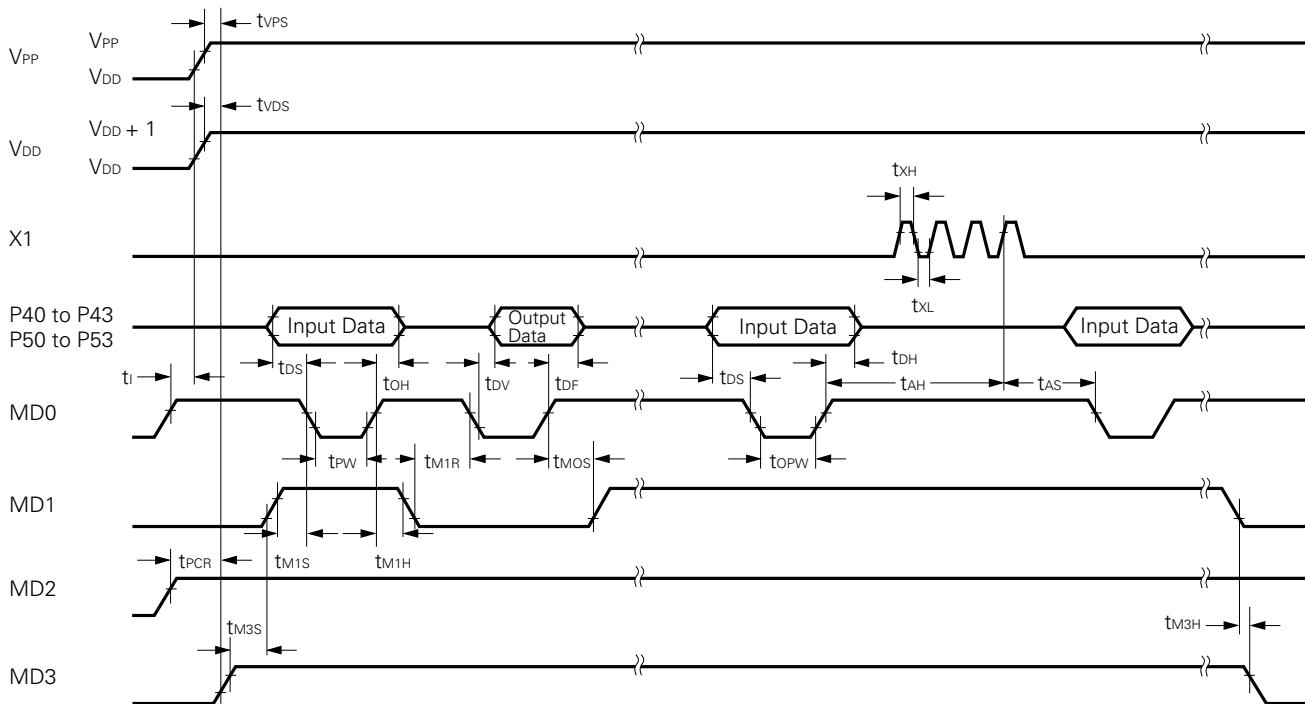 tVPS
VPP
VPP
VDD
tVDS
VDD + 1
VDD
VDD
tXH
X1
tXL
P40 to P43
P50 to P53
Input Data
Output
Data
Input Data
Input Data
tI
tDS
tOH
tDV
tDF
tDS
tDH
tAH
tAS
MD0
tPW
tM1R
tMOS
tOPW
MD1
tPCR
tM1S
tM1H
MD2
tM3S
tM3H
MD3